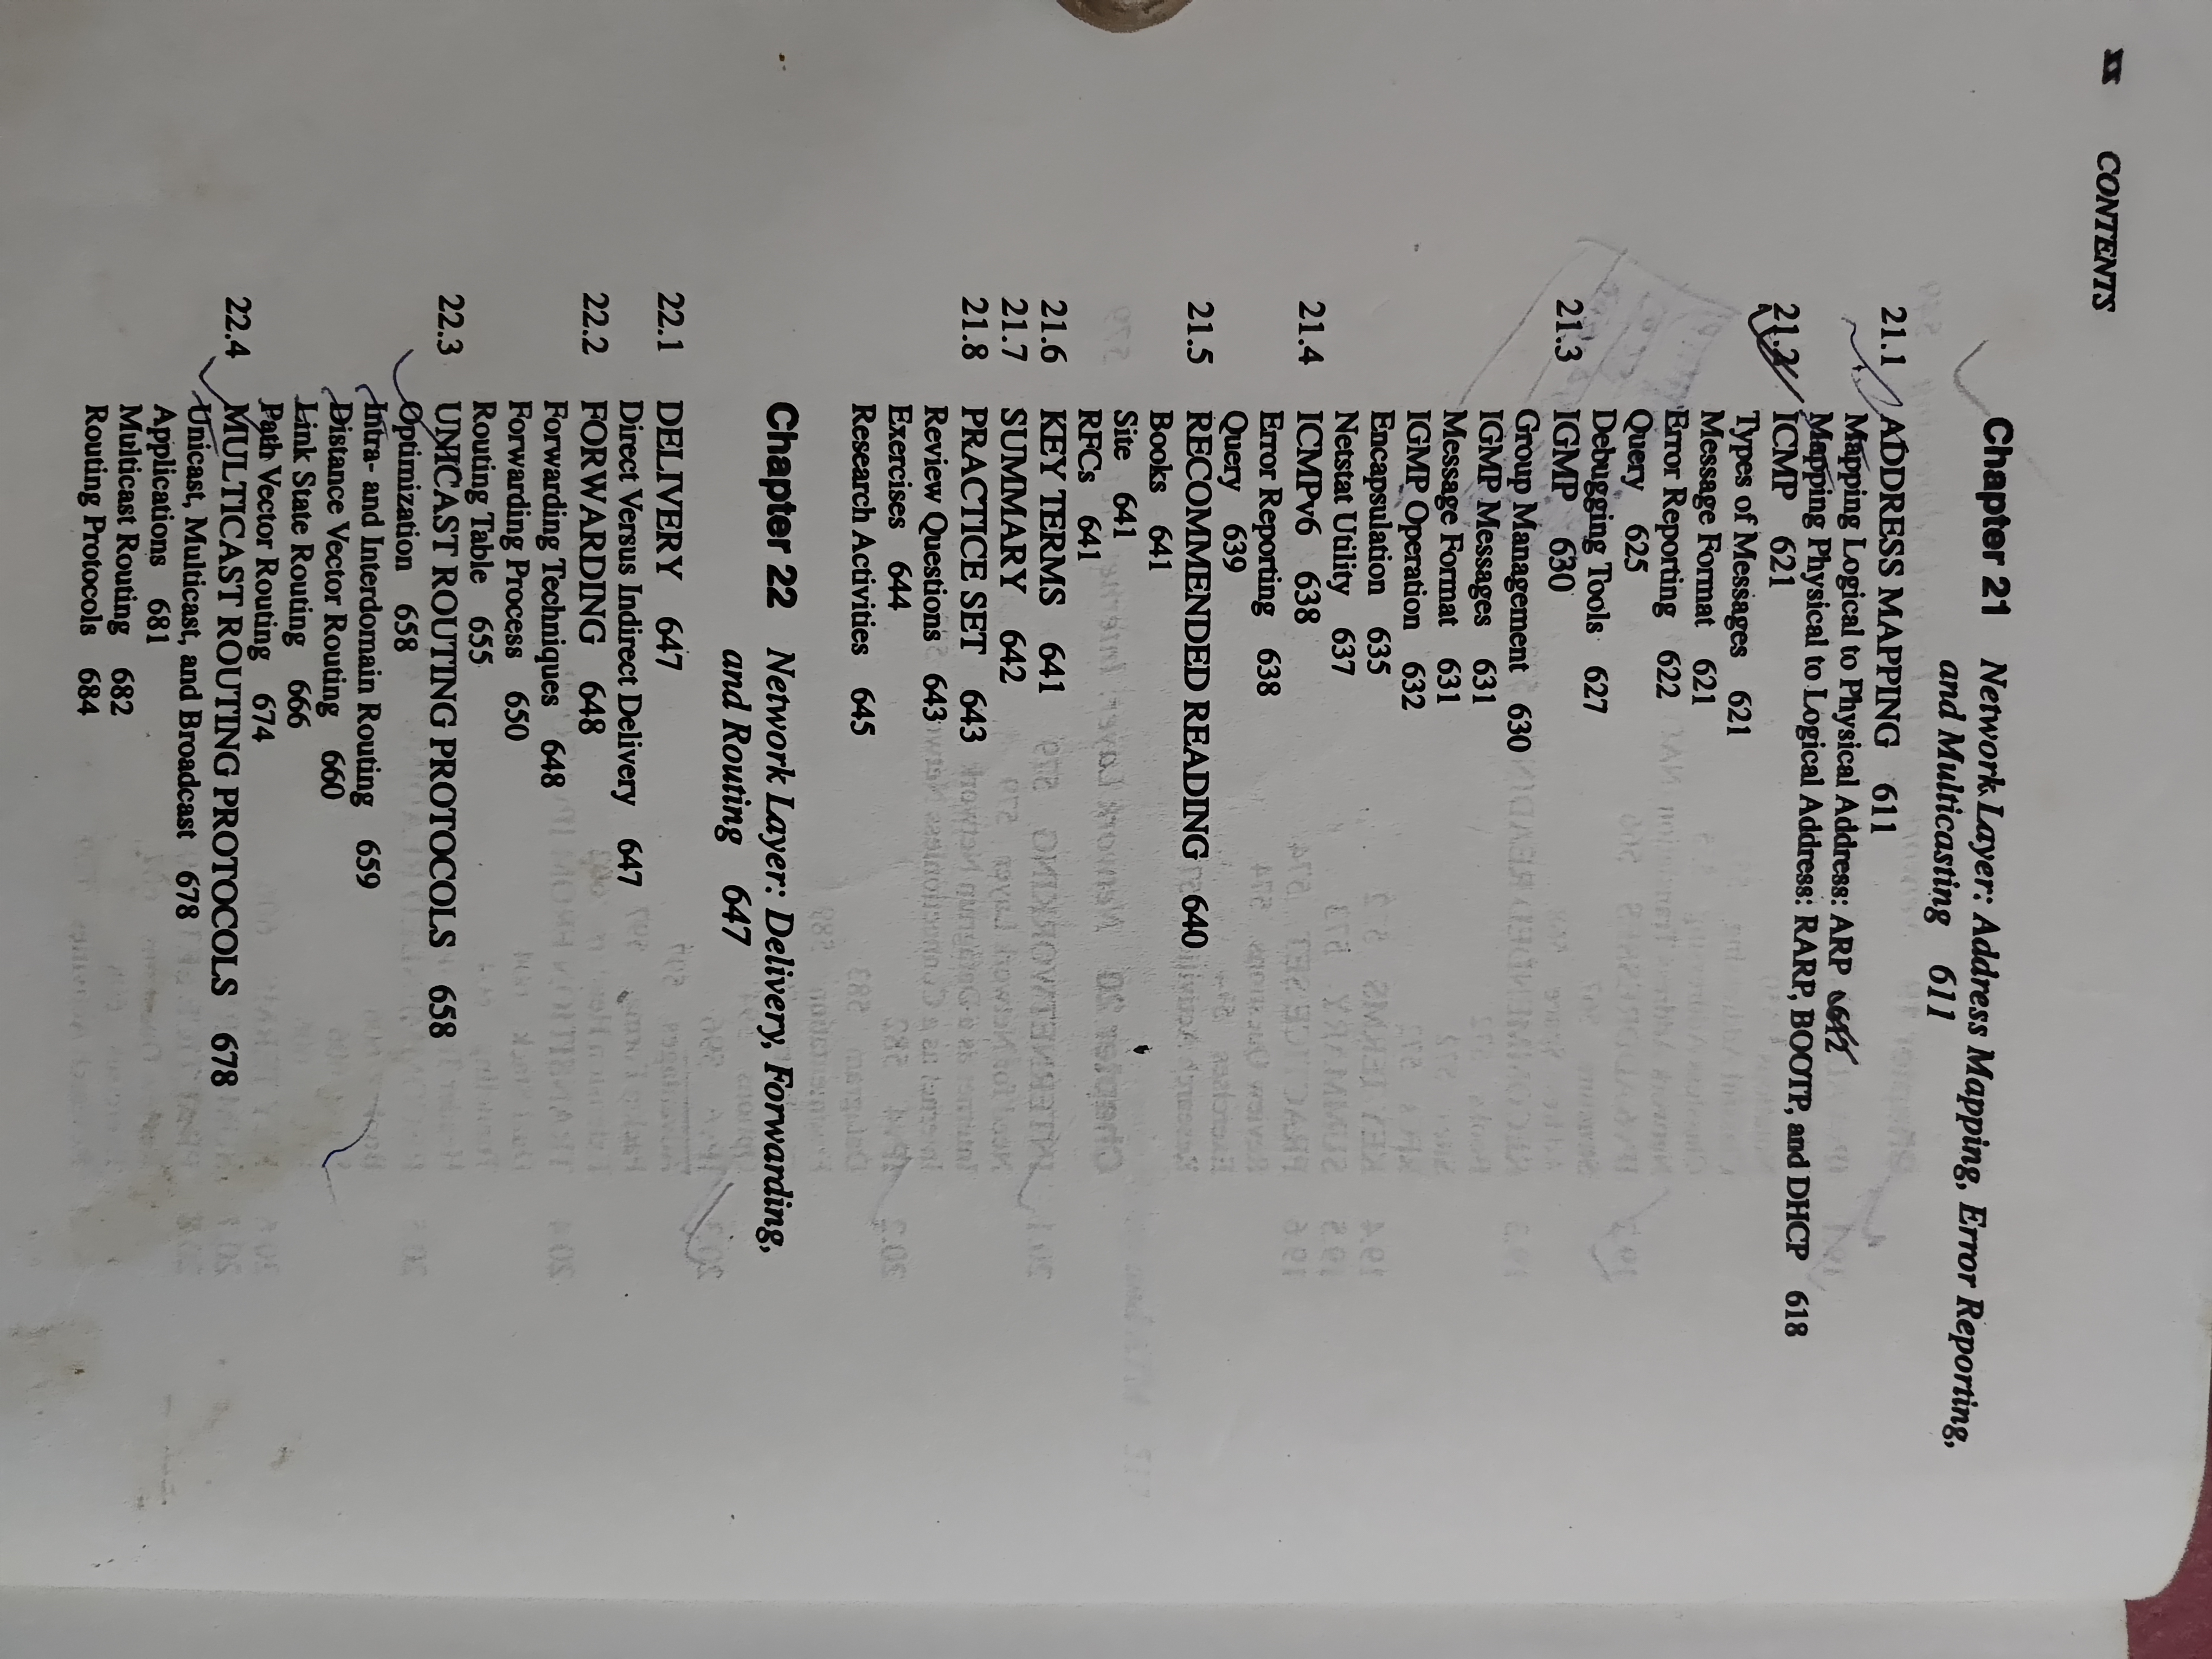 xx CONTENTS
Chapter 21 Network Layer: Address Mapping, Error Reporting,
and Multicasting 611
21.1 ADDRESS MAPPING 611
Mapping Logical to Physical Address: ARP
Mapping Physical to Logical Address: RARP, BOOTP, and DHCP 618
21.2 ICMP 621
Types of Messages 621
Message Format 621
Error Reporting 622
Query 625
Debugging Tools 627
21.3 IGMP 630
Group Management 630
IGMP Messages 631
Message Format 631
IGMP Operation 632
Encapsulation 635
Netstat Utility 637
21.4 ICMPv6 638
Error Reporting 638
Query 639
21.5 RECOMMENDED READING 640
Books 641
Site 641
RFCs 641
21.6 KEY TERMS 641
21.7 SUMMARY 642
21.8 PRACTICE SET 643
Review Questions 643
Exercises 644
Research Activities 645
Chapter 22 Network Layer: Delivery, Forwarding,
and Routing 647
22.1 DELIVERY 647
Direct Versus Indirect Delivery 647
22.2 FORWARDING 648
Forwarding Techniques 648
Forwarding Process 650
Routing Table 655
22.3 UNICAST ROUTING PROTOCOLS 658
Optimization 658
Intra- and Interdomain Routing 659
Distance Vector Routing 660
Link State Routing 666
Path Vector Routing 674
22.4 MULTICAST ROUTING PROTOCOLS 678
Unicast, Multicast, and Broadcast 678
Applications 681
Multicast Routing 682
Routing Protocols 684